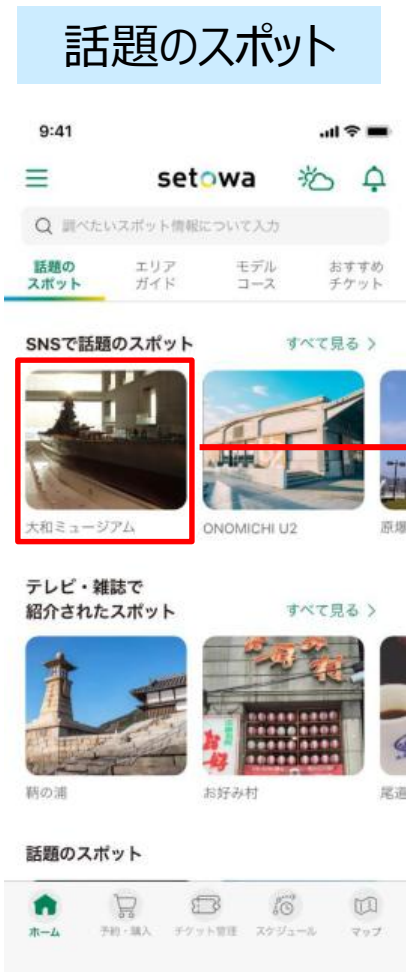 話題のスポット
9:41
setowa
調べたいスポット情報について入力
話題の
スポット
エリア
ガイド
モデル
コース
おすすめ
チケット
SNSで話題のスポット
すべて見る >
大和ミュージアム
ONOMICHI U2
原爆
テレビ・雑誌で
紹介されたスポット
すべて見る >
お好み村
鞆の浦
お好み村
尾道
話題のスポット
ホーム
予約・購入
チケット管理
スケジュール
マップ